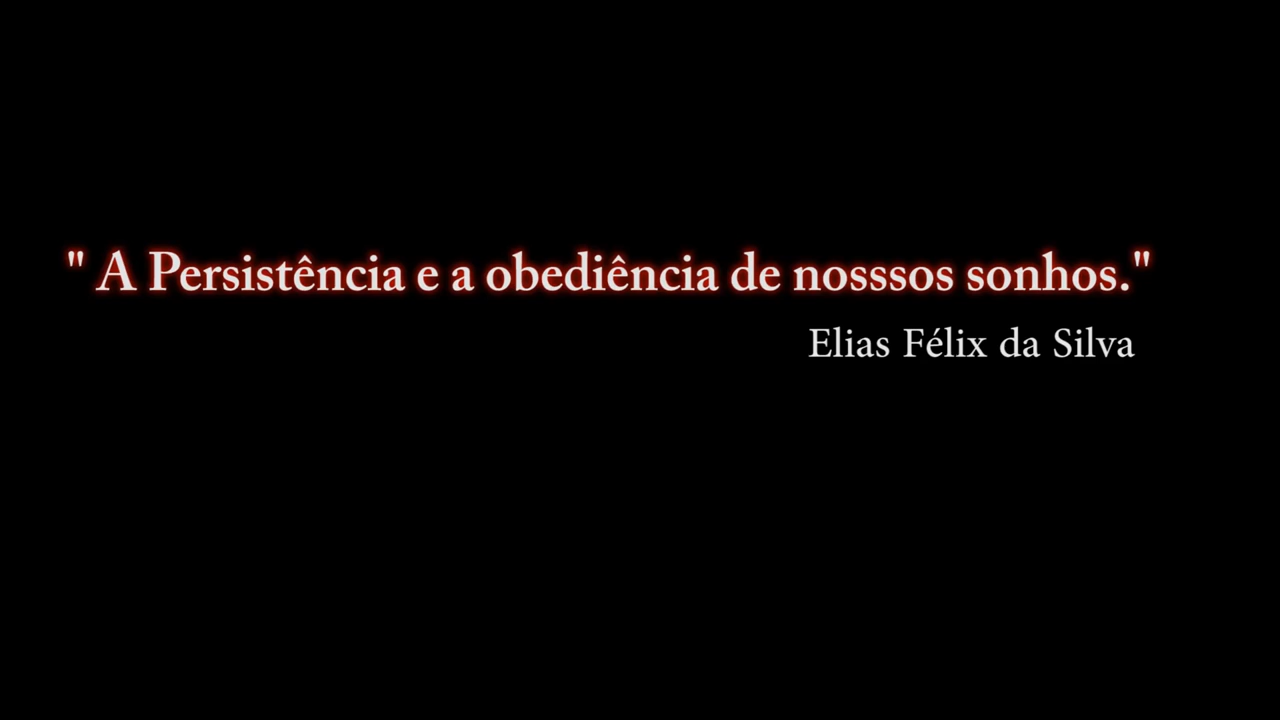 " A Persistência e a obediência de nosssos sonhos."
Elias Félix da Silva